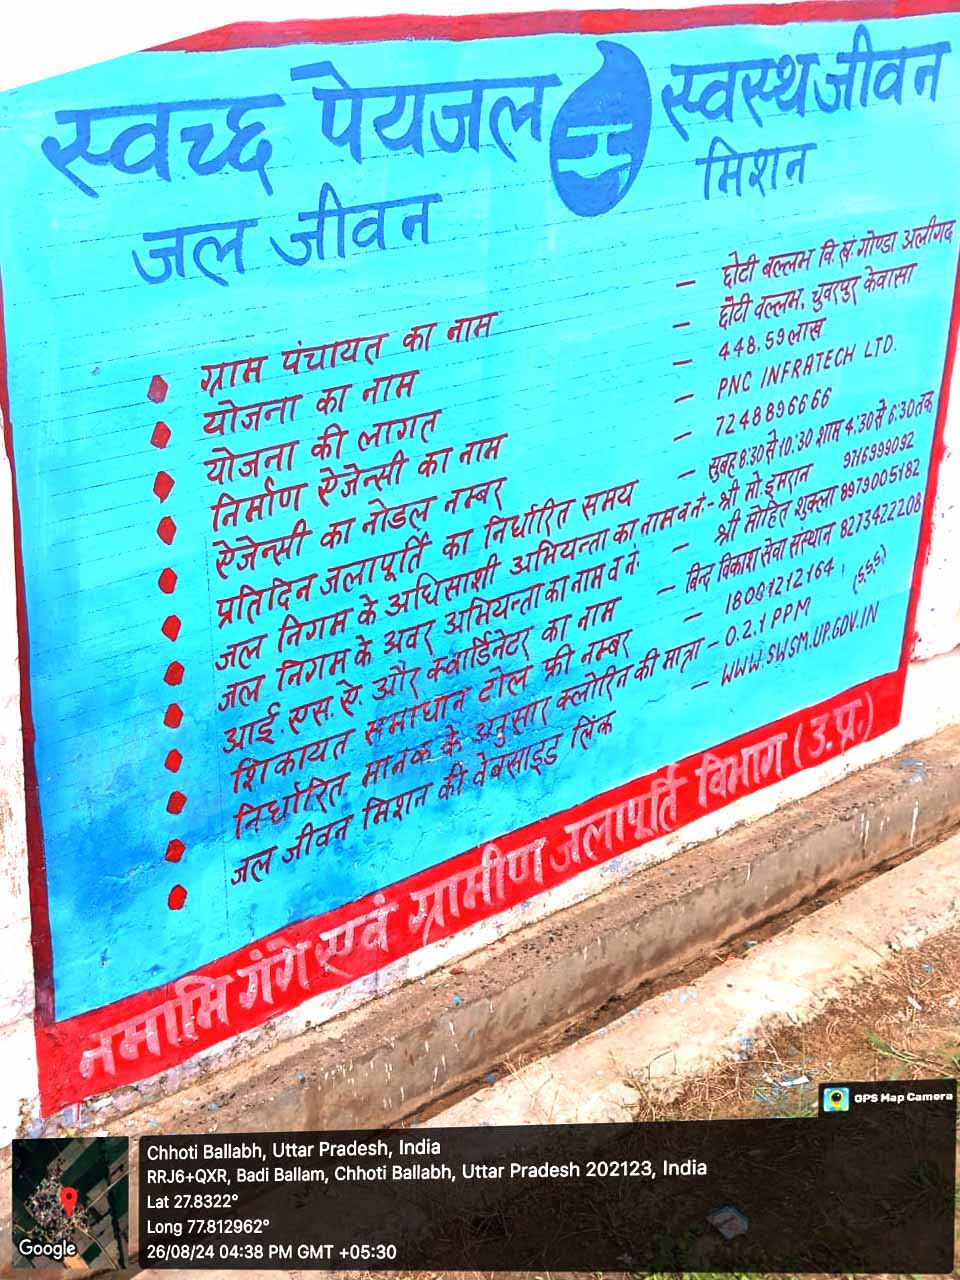 स्वच्छ पेयजल स्वस्थ जीवन
जल जीवन मिशन
ग्राम पंचायत का नाम - छोटी बल्लभ वि.खं. गोण्डा अलीगढ़
योजना का नाम - छोटी वल्लभ, चुवरपुर केवासा
योजना की लागत - 448.59 लाख
निर्माण ऐजेन्सी का नाम - PNC INFRATECH LTD.
ऐजेन्सी का नोडल नम्बर - 7248896666
प्रतिदिन जलापूर्ति का निर्धारित समय - सुबह 8:30 से 10:30 शाम 4:30 से 6:30 तक
जल निगम के अधिसाशी अभियन्ता का नाम व नं:- श्री मो. इमरान 9116999092
जल निगम के अवर अभियन्ता का नाम व नं: - श्री मोहित शुक्ला 8979005182
आई.एस.ऐ. और क्वार्डिनेटर का नाम - बिन्द विकाश सेवा संस्थान 8273422208
शिकायत समाधान टोल फ्री नम्बर - 18001212164
निर्धारित मानक के अनुसार क्लोरिन की मात्रा - 0.2.1 PPM
जल जीवन मिशन की वेबसाइड लिंक - WWW.SWSM.UP.GOV.IN
नमामि गंगे एवं ग्रामीण जलापूर्ति विभाग (उ.प्र.)
GPS Map Camera
Chhoti Ballabh, Uttar Pradesh, India
RRJ6+QXR, Badi Ballam, Chhoti Ballabh, Uttar Pradesh 202123, India
Lat 27.8322°
Long 77.812962°
26/08/24 04:38 PM GMT +05:30
Google